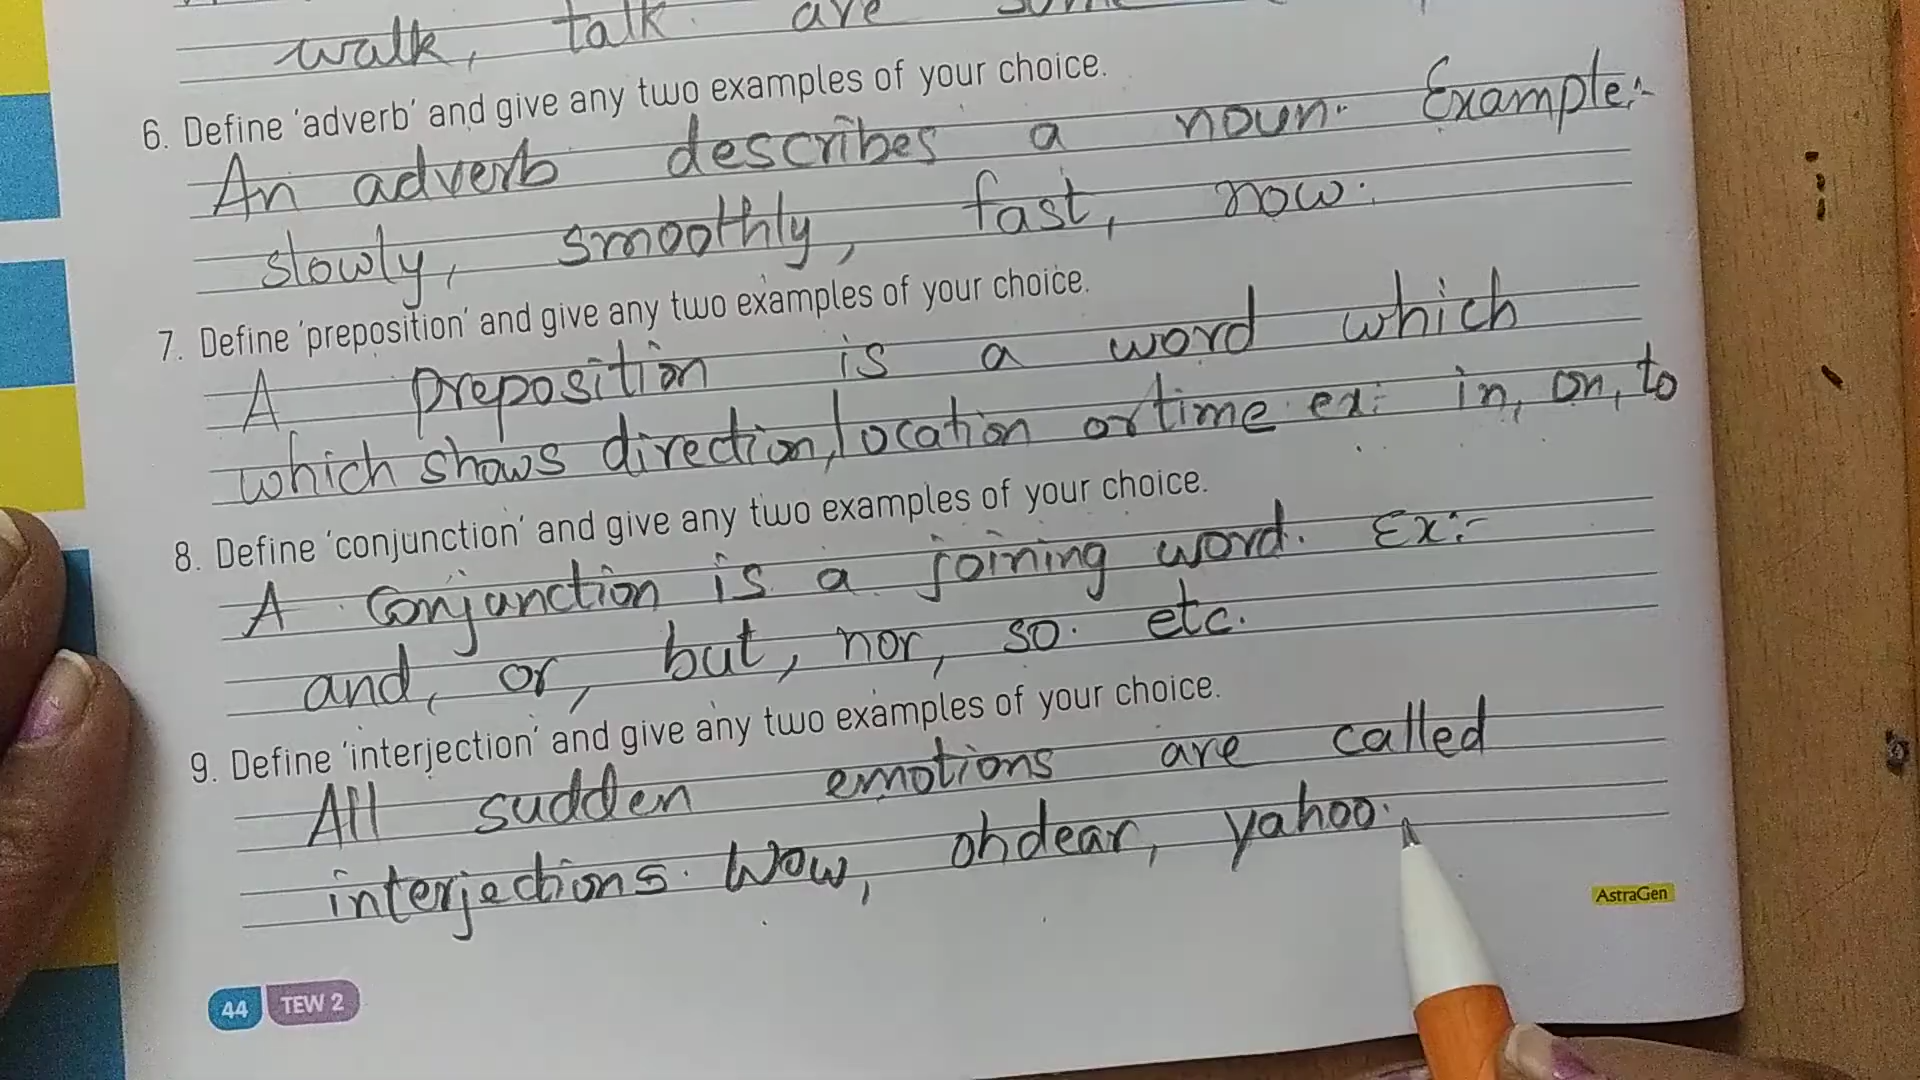 walk, talk are
6. Define 'adverb' and give any two examples of your choice.
An adverb describes a noun. Example:-
slowly, smoothly, fast, now.
7. Define 'preposition' and give any two examples of your choice.
A preposition is a word which
which shows direction, location or time ex: in, on, to
8. Define 'conjunction' and give any two examples of your choice.
A Conjunction is a joining word. Ex:-
and, or, but, nor, so. etc.
9. Define 'interjection' and give any two examples of your choice.
All sudden emotions are called
interjections. Wow, ohdear, yahoo.
AstraGen
44 TEW 2